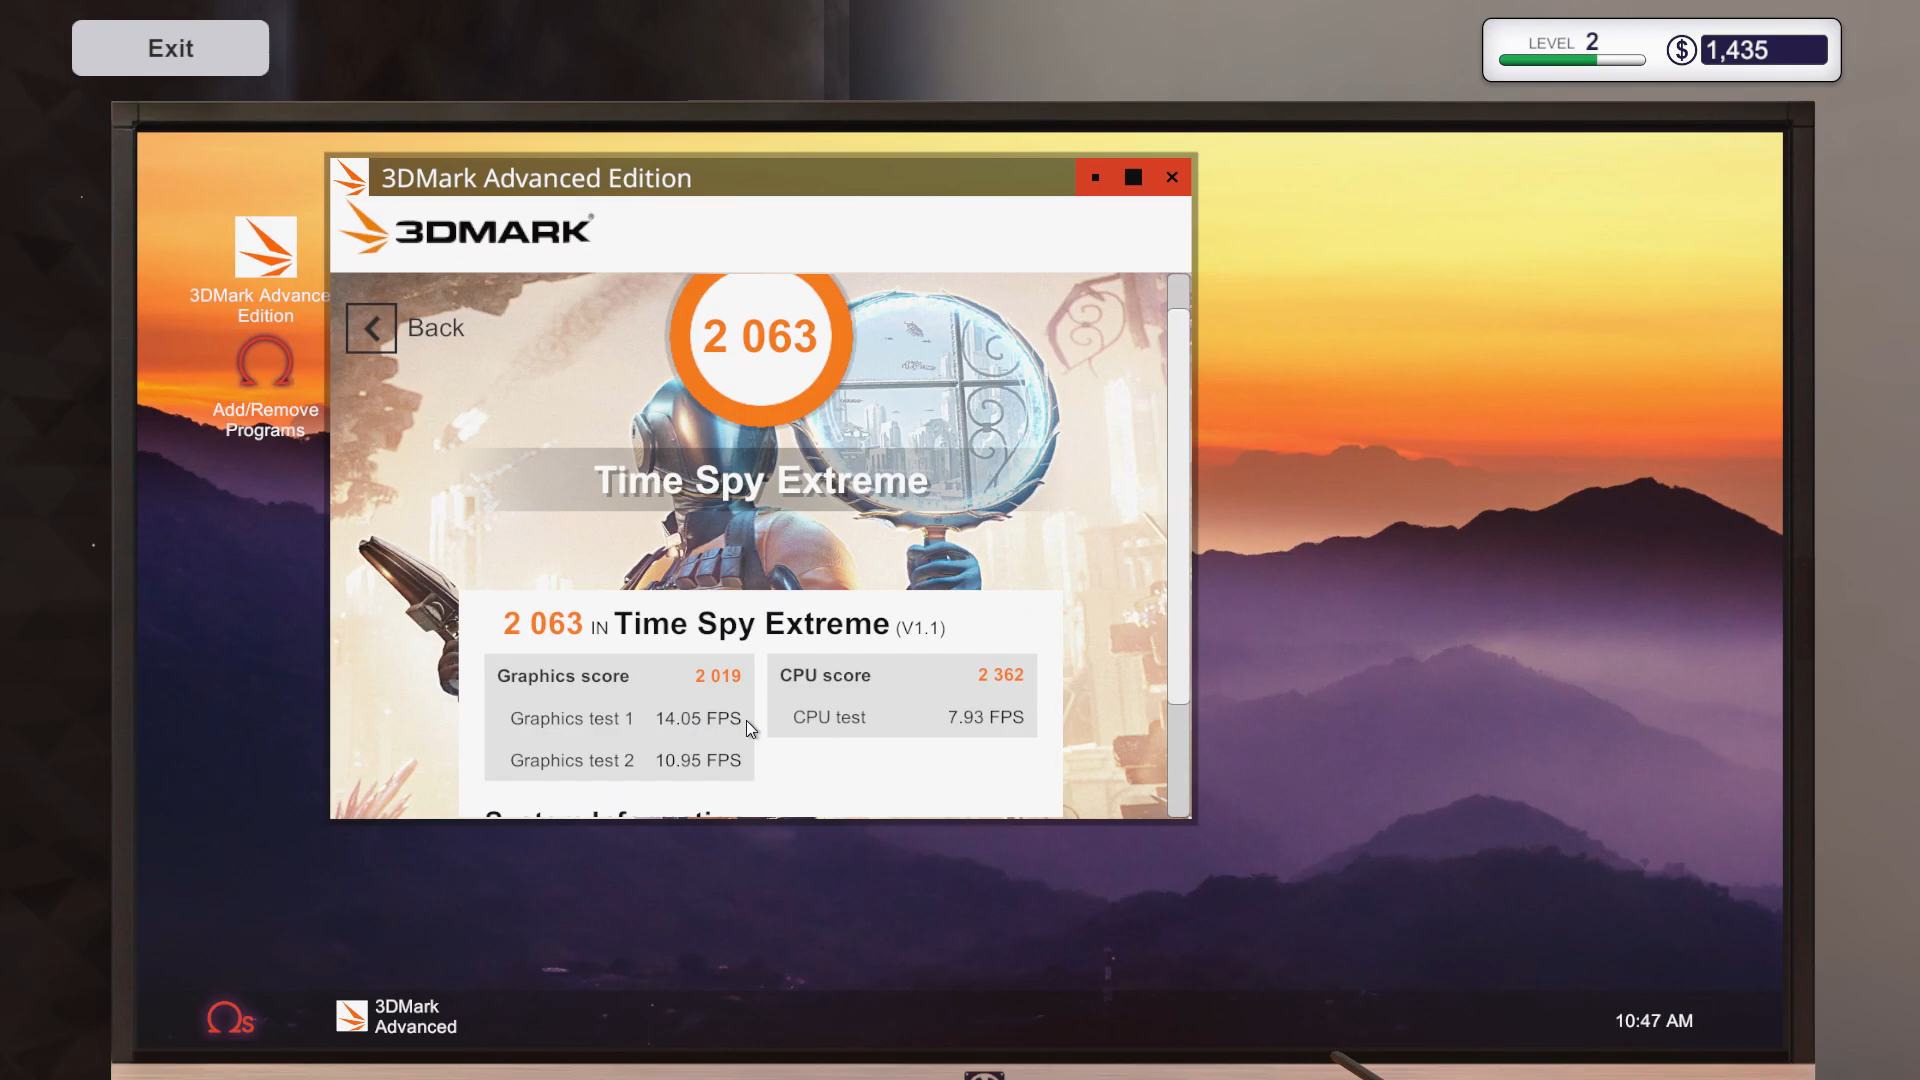 Exit
LEVEL 2
$ 1,435
3DMark Advanced Edition
3DMARK®
3DMark Advance
Edition
Back
2 063
Add/Remove
Programs
Time Spy Extreme
2 063 IN Time Spy Extreme (V1.1)
Graphics score 2 019
Graphics test 1 14.05 FPS
Graphics test 2 10.95 FPS
CPU score 2 362
CPU test 7.93 FPS
Ωs
3DMark
Advanced
10:47 AM